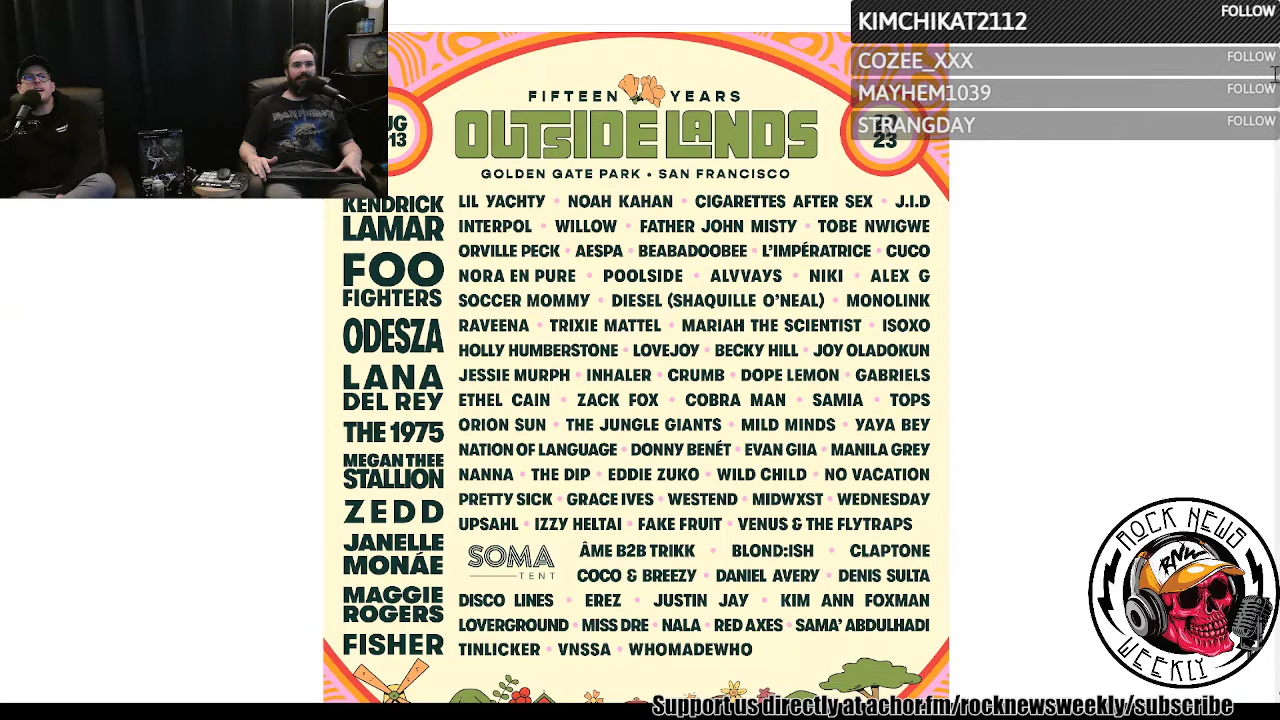 KIMCHIKAT2112 FOLLOW
COZEE_XXX FOLLOW
MAYHEM1039 FOLLOW
STRANGDAY FOLLOW
FIFTEEN YEARS
OUTSIDE LANDS
GOLDEN GATE PARK • SAN FRANCISCO
23
KENDRICK
LAMAR
FOO
FIGHTERS
ODESZA
LANA
DEL REY
THE 1975
MEGAN THEE
STALLION
ZEDD
JANELLE
MONÁE
MAGGIE
ROGERS
FISHER
LIL YACHTY • NOAH KAHAN • CIGARETTES AFTER SEX • J.I.D
INTERPOL • WILLOW • FATHER JOHN MISTY • TOBE NWIGWE
ORVILLE PECK • AESPA • BEABADOOBEE • L'IMPÉRATRICE • CUCO
NORA EN PURE • POOLSIDE • ALVVAYS • NIKI • ALEX G
SOCCER MOMMY • DIESEL (SHAQUILLE O'NEAL) • MONOLINK
RAVEENA • TRIXIE MATTEL • MARIAH THE SCIENTIST • ISOXO
HOLLY HUMBERSTONE • LOVEJOY • BECKY HILL • JOY OLADOKUN
JESSIE MURPH • INHALER • CRUMB • DOPE LEMON • GABRIELS
ETHEL CAIN • ZACK FOX • COBRA MAN • SAMIA • TOPS
ORION SUN • THE JUNGLE GIANTS • MILD MINDS • YAYA BEY
NATION OF LANGUAGE • DONNY BENÉT • EVAN GIIA • MANILA GREY
NANNA • THE DIP • EDDIE ZUKO • WILD CHILD • NO VACATION
PRETTY SICK • GRACE IVES • WESTEND • MIDWXST • WEDNESDAY
UPSAHL • IZZY HELTAI • FAKE FRUIT • VENUS & THE FLYTRAPS
SOMA
TENT
ÂME B2B TRIKK • BLOND:ISH • CLAPTONE
COCO & BREEZY • DANIEL AVERY • DENIS SULTA
DISCO LINES • EREZ • JUSTIN JAY • KIM ANN FOXMAN
LOVERGROUND • MISS DRE • NALA • RED AXES • SAMA' ABDULHADI
TINLICKER • VNSSA • WHOMADEWHO
ROCK NEWS
RNW
WEEKLY
Support us directly at achor.fm/rocknewsweekly/subscribe